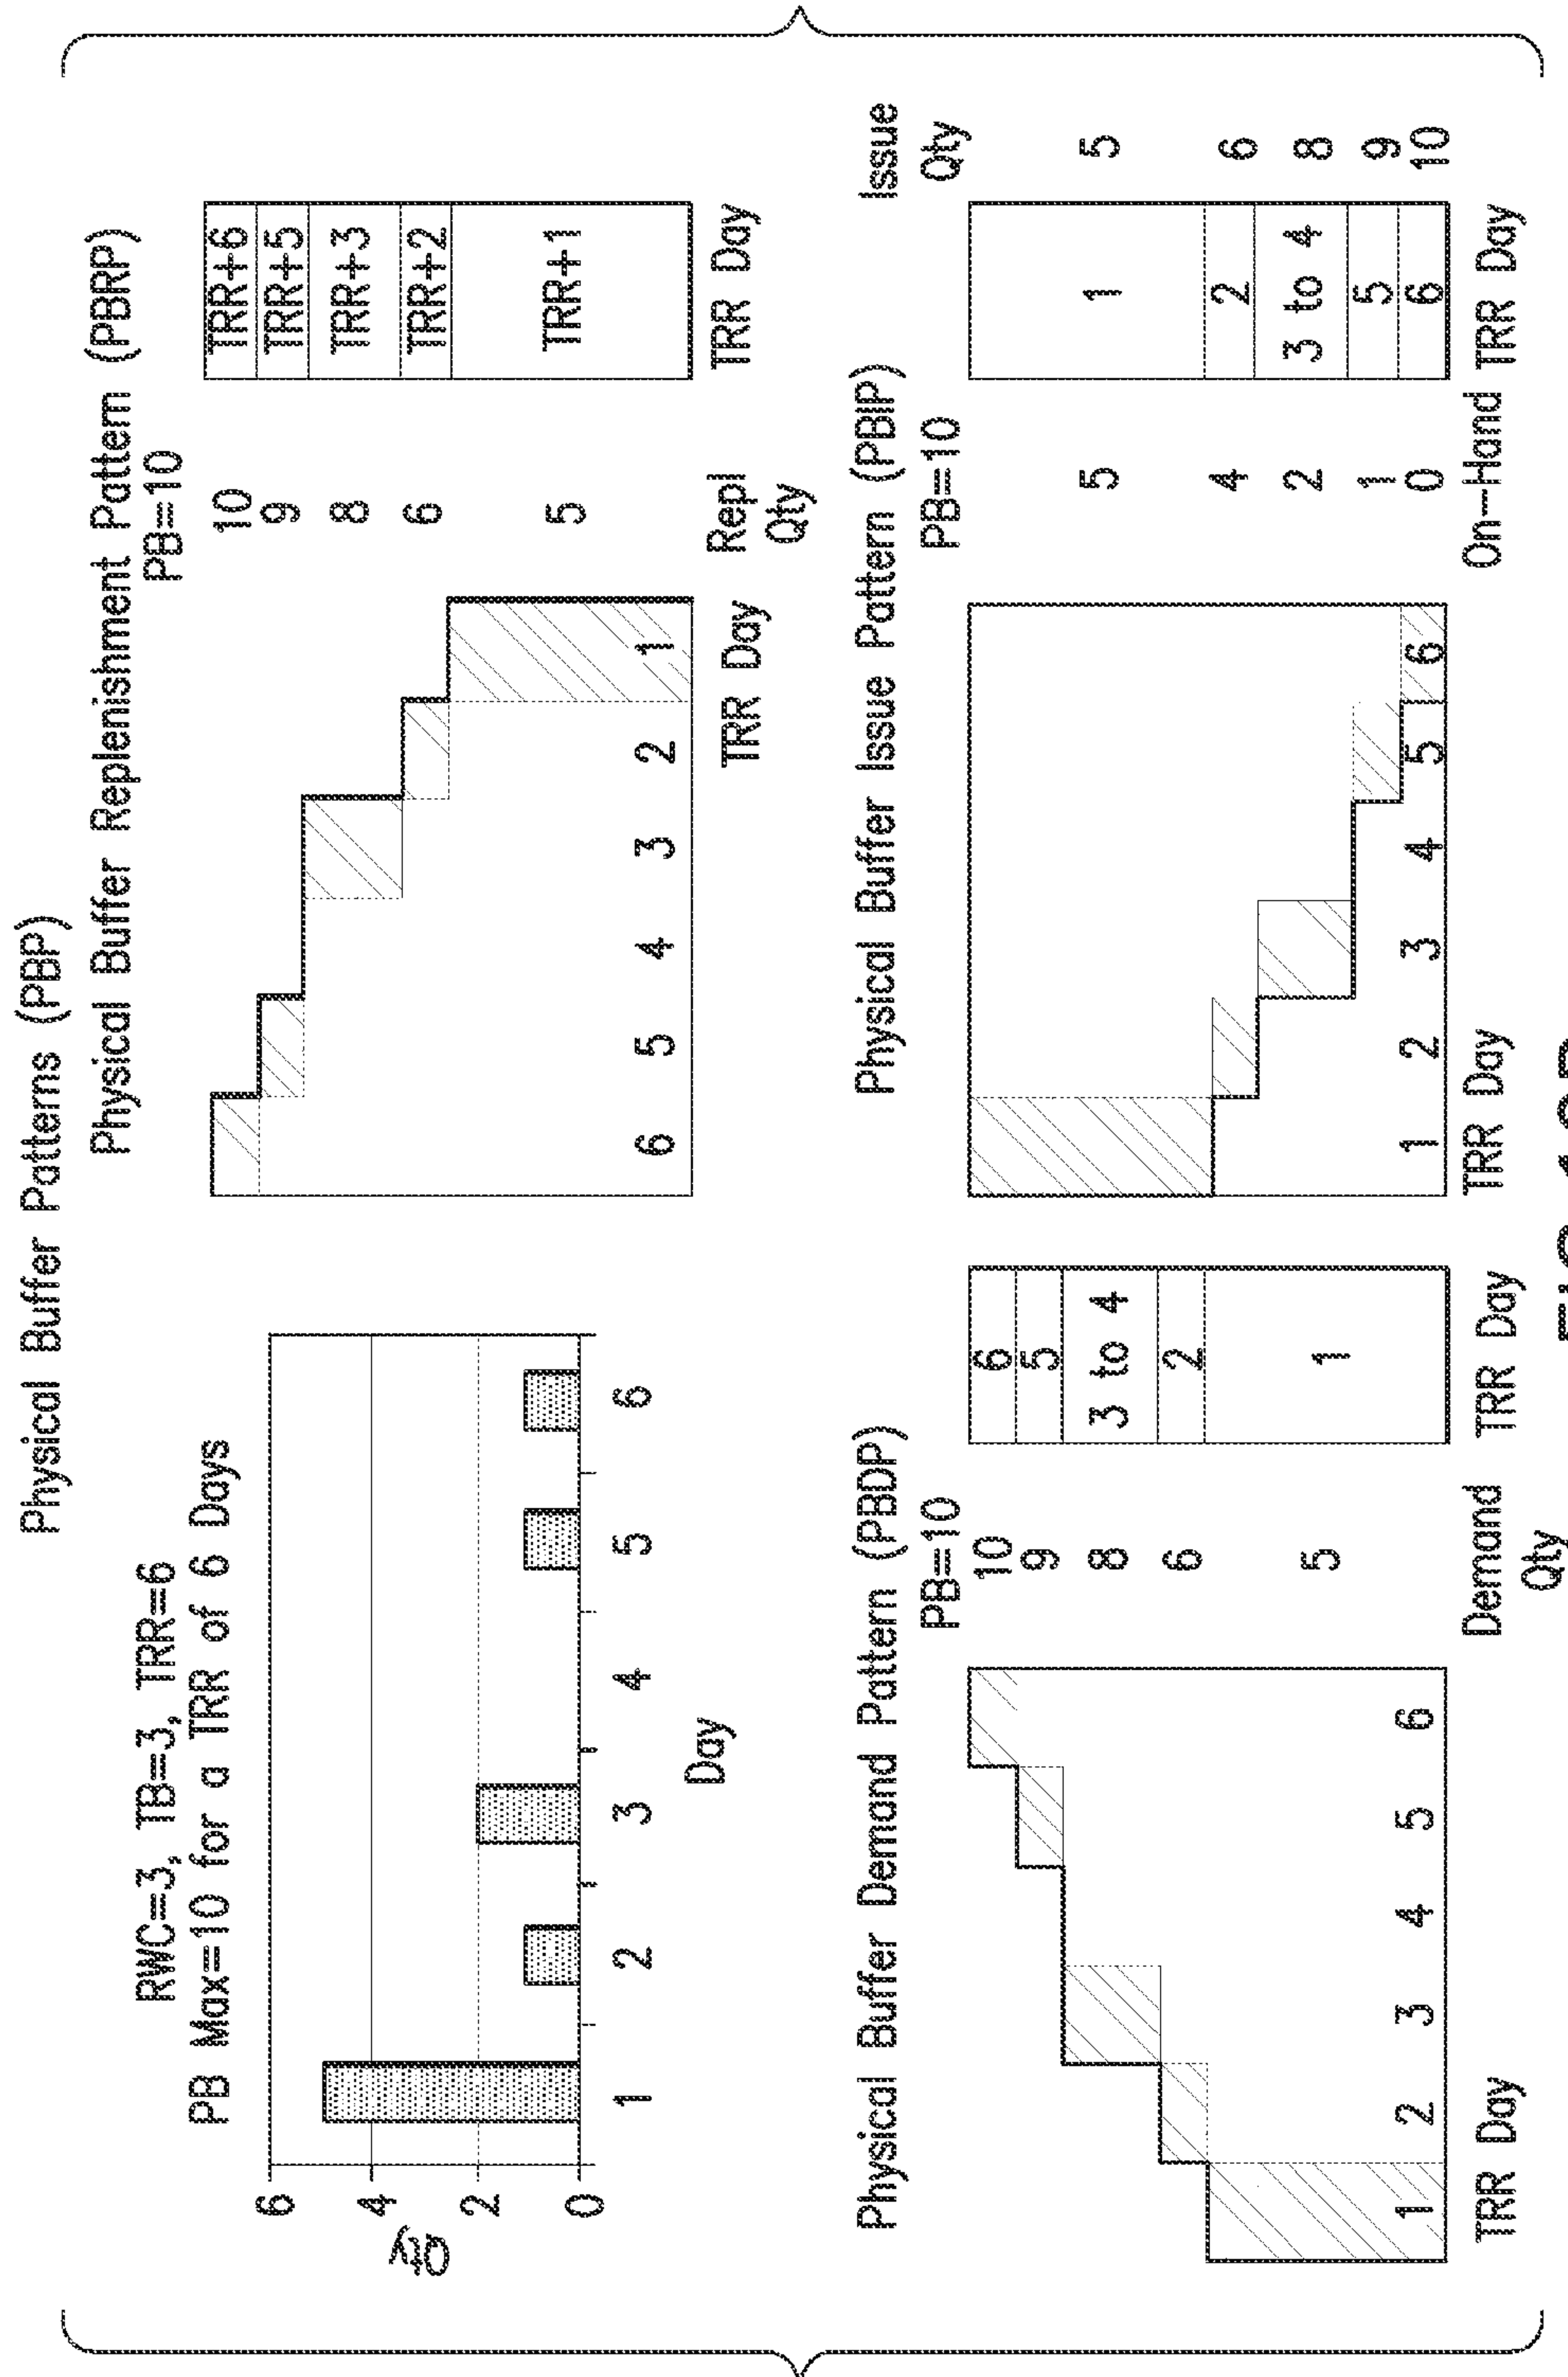 Physical Buffer Patterns (PBP)
RWC=3, TB=3, TRR=6
PB Max=10 for a TRR of 6 Days
Qty
6
4
2
0
1 2 3 4 5 6
Day
Physical Buffer Replenishment Pattern (PBRP)
PB=10
10 TRR+6
9 TRR+5
8 TRR+3
6 TRR+2
5 TRR+1
6 5 4 3 2 1
TRR Day
Repl
Qty
TRR Day
Physical Buffer Demand Pattern (PBDP)
PB=10
10 6
9 5
8 3 to 4
6 2
5 1
1 2 3 4 5 6
TRR Day
Demand
Qty
TRR Day
Physical Buffer Issue Pattern (PBIP)
PB=10
Issue
Qty
5 1 5
4 2 6
2 3 to 4 8
1 5 9
0 6 10
1 2 3 4 5 6
TRR Day
On-Hand
TRR Day